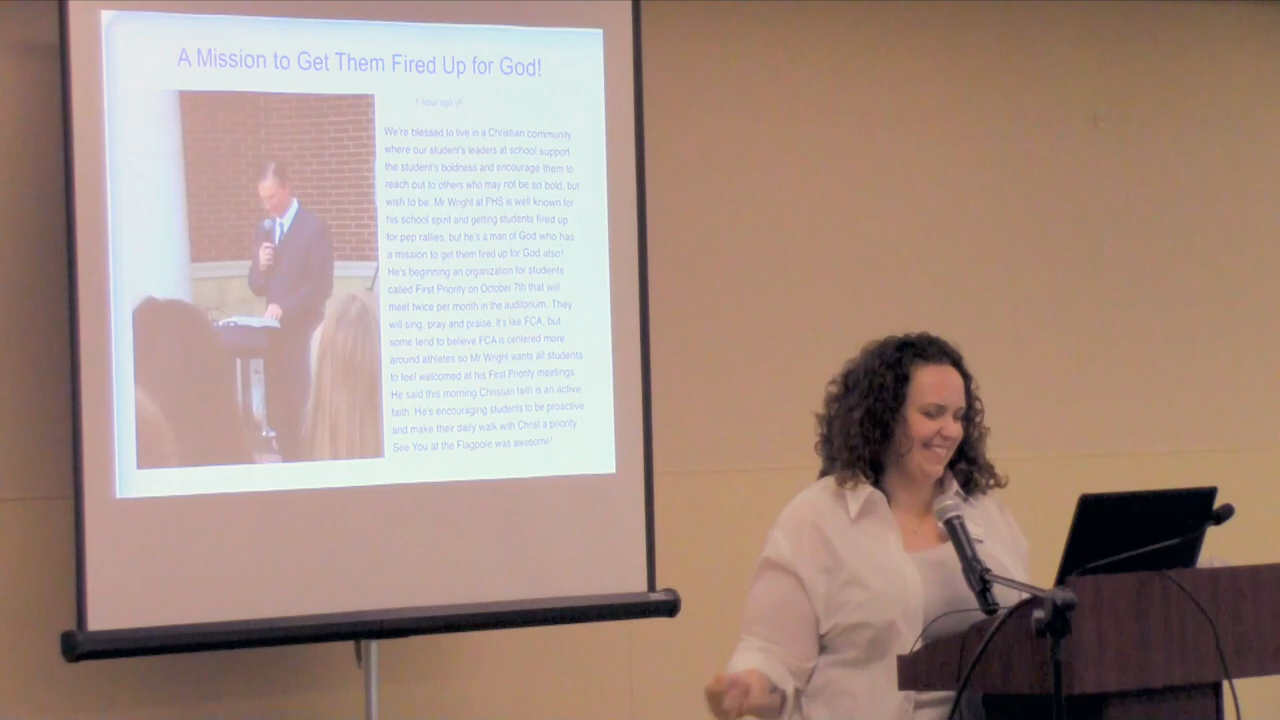 A Mission to Get Them Fired Up for God!
1 hour ago
We're blessed to live in a Christian community
where our student's leaders at school support
the student's boldness and encourage them to
reach out to others who may not be so bold, but
wish to be. Mr Wright at PHS is well known for
his school spirit and getting students fired up
for pep rallies, but he's a man of God who has
a mission to get them fired up for God also!
He's beginning an organization for students
called First Priority on October 7th that will
meet twice per month in the auditorium. They
will sing, pray and praise. It's like FCA, but
some tend to believe FCA is centered more
around athletes so Mr Wright wants all students
to feel welcomed at his First Priority meetings.
He said this morning Christian faith is an active
faith. He's encouraging students to be proactive
and make their daily walk with Christ a priority.
See You at the Flagpole was awesome!